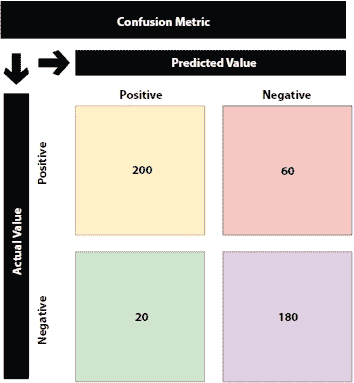 Confusion Metric
Predicted Value
Positive Negative
Actual Value
Positive
200 60
Negative
20 180